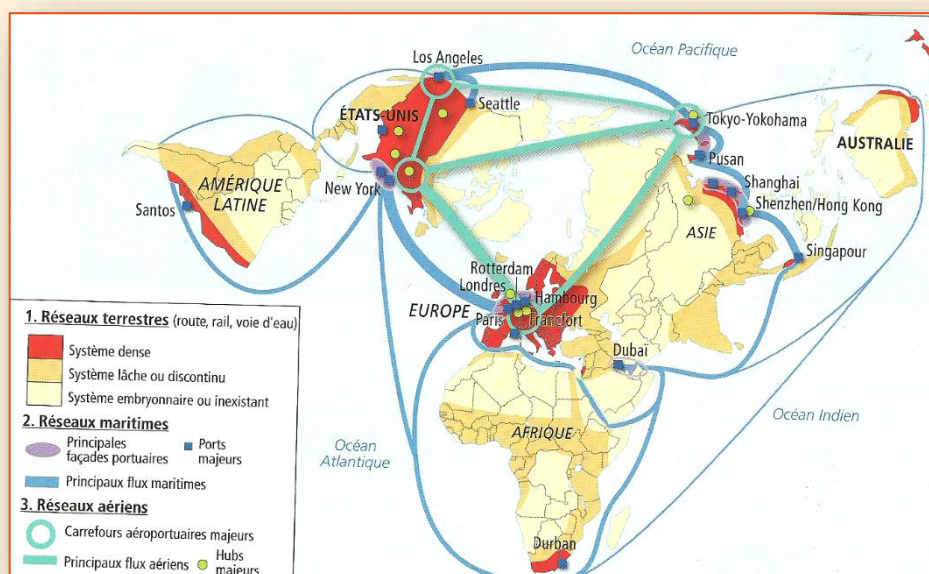 Océan Pacifique
Los Angeles
Seattle
ÉTATS-UNIS
Tokyo-Yokohama
AUSTRALIE
Pusan
New York
AMÉRIQUE
LATINE
Santos
Shanghai
Shenzhen/Hong Kong
ASIE
Singapour
Rotterdam
Londres
Hambourg
EUROPE
Paris
Francfort
Dubaï
Océan Indien
Océan
Atlantique
AFRIQUE
Durban
1. Réseaux terrestres (route, rail, voie d'eau)
Système dense
Système lâche ou discontinu
Système embryonnaire ou inexistant
2. Réseaux maritimes
Principales
façades portuaires
Ports
majeurs
Principaux flux maritimes
3. Réseaux aériens
Carrefours aéroportuaires majeurs
Principaux flux aériens
Hubs
majeurs